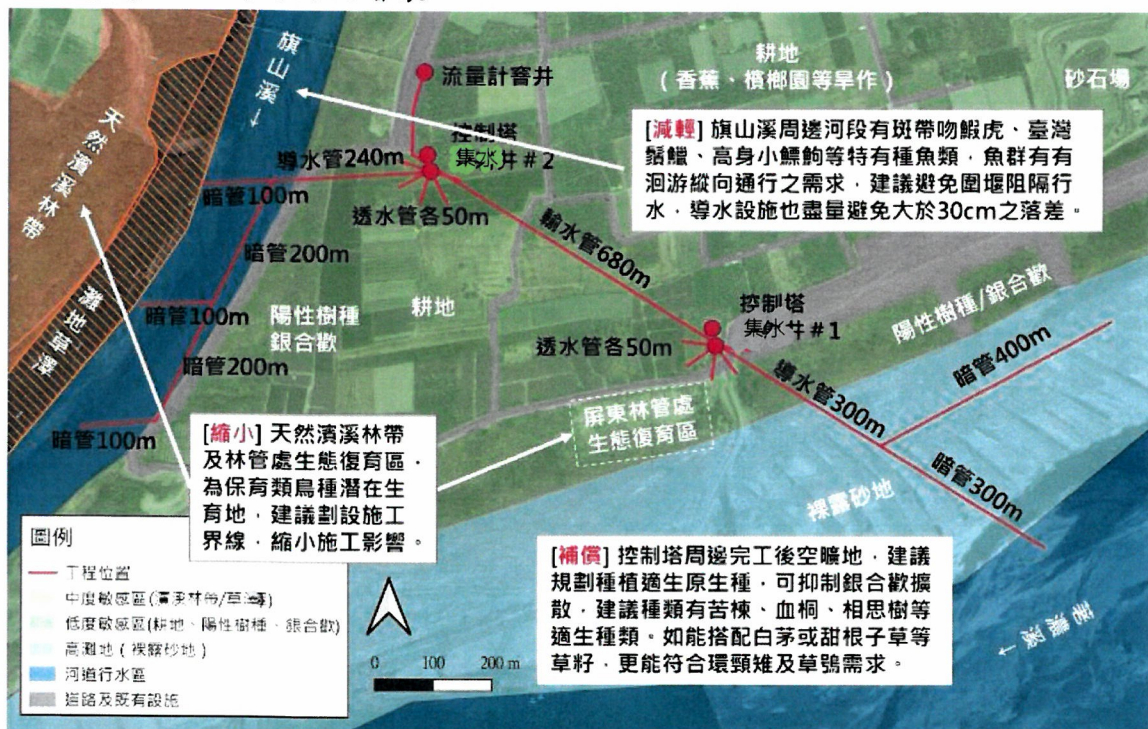 旗山溪
↓
流量計窨井
耕地
(香蕉、檳榔園等旱作)
砂石場
天然濱溪林帶
控制塔
集水井#2
導水管240m
暗管100m
透水管各50m
[減輕] 旗山溪周邊河段有斑帶吻鰕虎、臺灣
鬚鱲、高身小鰾鮈等特有種魚類，魚群有有
洄游縱向通行之需求，建議避免圍堰阻隔行
水，導水設施也盡量避免大於30cm之落差。
輸水管680m
暗管200m
灘地草澤
暗管100m
陽性樹種
銀合歡
耕地
控制塔
集水井#1
陽性樹種/銀合歡
透水管各50m
暗管200m
導水管300m
暗管400m
屏東林管處
生態復育區
暗管100m
[縮小] 天然濱溪林帶
及林管處生態復育區，
為保育類鳥種潛在生
育地，建議劃設施工
界線，縮小施工影響。
暗管300m
裸露砂地
荖濃溪
↓
[補償] 控制塔周邊完工後空曠地，建議
規劃種植適生原生種，可抑制銀合歡擴
散，建議種類有苦楝、血桐、相思樹等
適生種類。如能搭配白茅或甜根子草等
草籽，更能符合環頸雉及草鴞需求。
圖例
工程位置
中度敏感區(濱溪林帶/草澤)
低度敏感區(耕地、陽性樹種、銀合歡)
高灘地(裸露砂地)
河道行水區
道路及既有設施
0 100 200 m